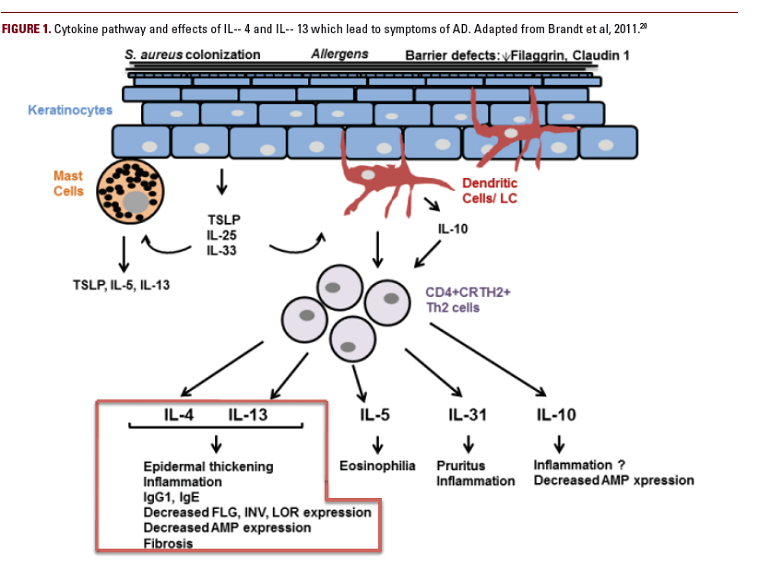 FIGURE 1. Cytokine pathway and effects of IL-- 4 and IL-- 13 which lead to symptoms of AD. Adapted from Brandt et al, 2011.20
S. aureus colonization Allergens Barrier defects:↓Filaggrin, Claudin 1
Keratinocytes
Mast
Cells
Dendritic
Cells/ LC
TSLP
IL-25
IL-33
IL-10
TSLP, IL-5, IL-13
CD4+CRTH2+
Th2 cells
IL-4 IL-13 IL-5 IL-31 IL-10
Epidermal thickening
Inflammation
IgG1, IgE
Decreased FLG, INV, LOR expression
Decreased AMP expression
Fibrosis
Eosinophilia
Pruritus
Inflammation
Inflammation ?
Decreased AMP xpression